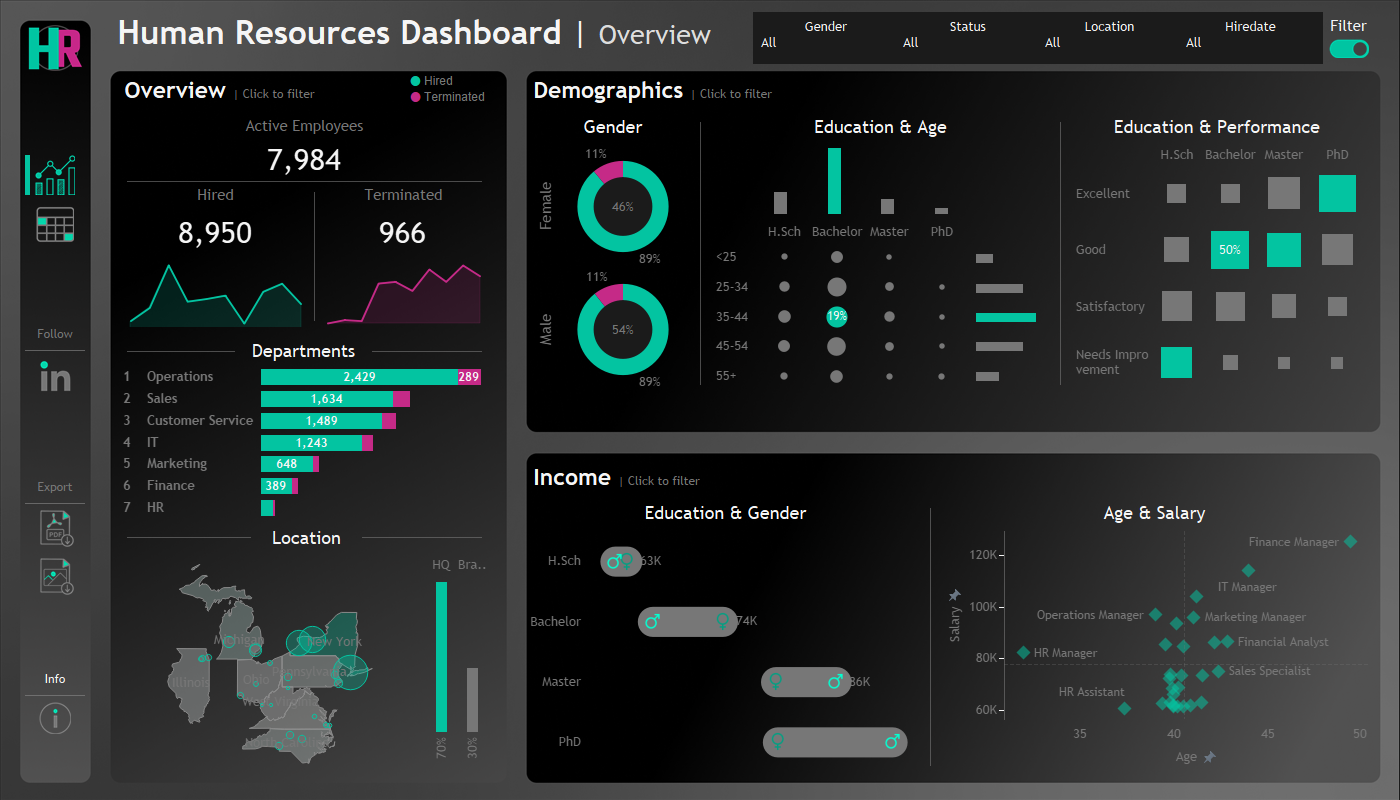 HR
Human Resources Dashboard | Overview
Gender
All
Status
All
Location
All
Hiredate
All
Filter
Follow
in
Export
PDF
Info
i
Overview | Click to filter
Hired
Terminated
Active Employees
7,984
Hired
8,950
Terminated
966
Departments
1 Operations 2,429 289
2 Sales 1,634
3 Customer Service 1,489
4 IT 1,243
5 Marketing 648
6 Finance 389
7 HR
Location
Michigan
New York
Illinois
Ohio
Pennsylvania
HQ Bra..
70% 30%
Demographics | Click to filter
Gender
Female
11%
46%
89%
Male
11%
54%
89%
Education & Age
H.Sch Bachelor Master PhD
<25
25-34
35-44 19%
45-54
55+
Education & Performance
H.Sch Bachelor Master PhD
Excellent
Good 50%
Satisfactory
Needs Impro
vement
Income | Click to filter
Education & Gender
H.Sch 63K
Bachelor 74K
Master 86K
PhD
Age & Salary
Salary
120K
100K
80K
60K
Finance Manager
IT Manager
Operations Manager
Marketing Manager
Financial Analyst
HR Manager
Sales Specialist
HR Assistant
35 40 45 50
Age